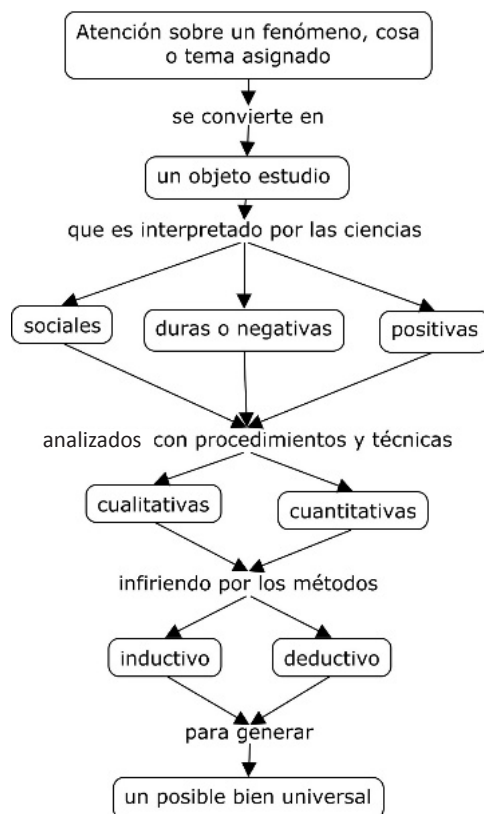 Atención sobre un fenómeno, cosa
o tema asignado
se convierte en
un objeto estudio
que es interpretado por las ciencias
sociales
duras o negativas
positivas
analizados con procedimientos y técnicas
cualitativas
cuantitativas
infiriendo por los métodos
inductivo
deductivo
para generar
un posible bien universal